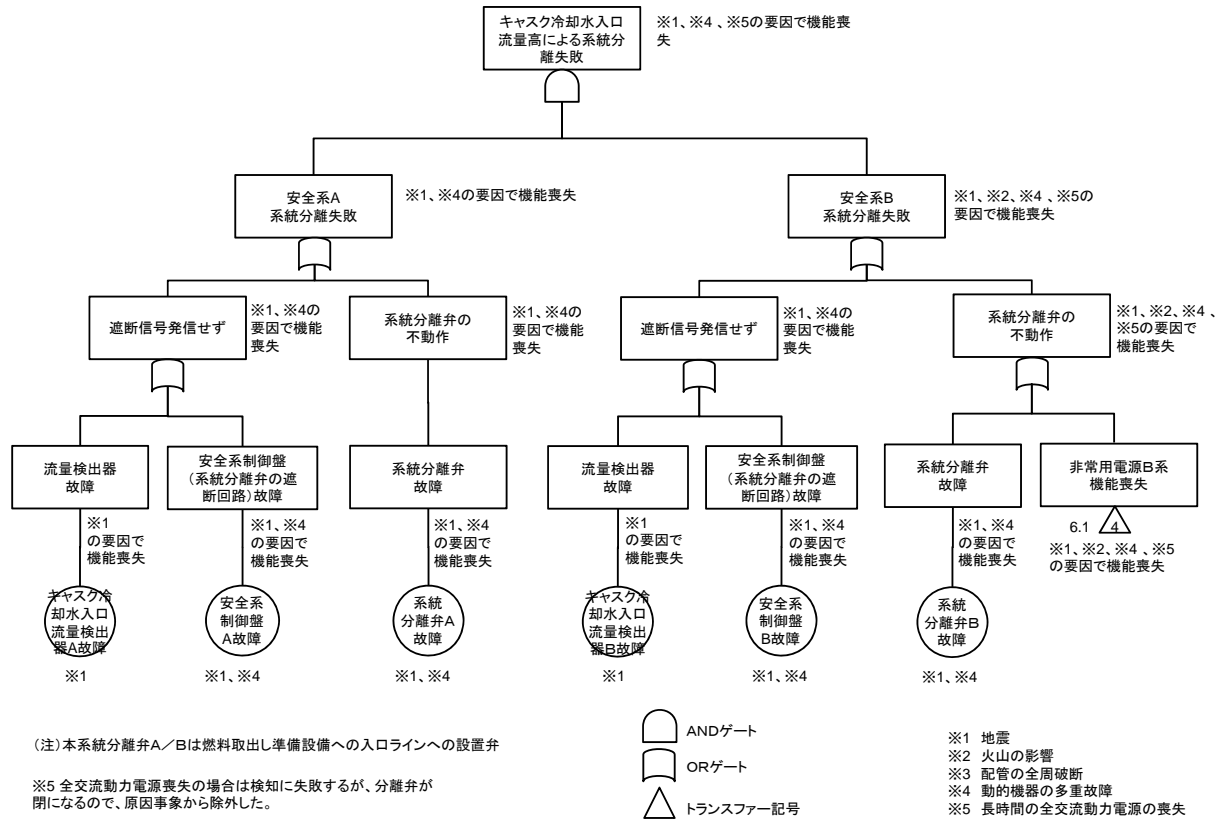 キャスク冷却水入口
流量高による系統分
離失敗
※1、※4 、※5の要因で機能喪
失
安全系A
系統分離失敗
※1、※4の要因で機能喪失
安全系B
系統分離失敗
※1、※2、※4 、※5の
要因で機能喪失
遮断信号発信せず
※1、※4の
要因で機能
喪失
系統分離弁の
不動作
※1、※4の
要因で機能
喪失
遮断信号発信せず
※1、※4の
要因で機能
喪失
系統分離弁の
不動作
※1、※2、※4 、
※5の要因で
機能喪失
流量検出器
故障
安全系制御盤
（系統分離弁の遮
断回路）故障
系統分離弁
故障
流量検出器
故障
安全系制御盤
（系統分離弁の遮
断回路）故障
系統分離弁
故障
非常用電源B系
機能喪失
※1
の要因で
機能喪失
※1、※4
の要因で
機能喪失
※1、※4
の要因で
機能喪失
※1
の要因で
機能喪失
※1、※4
の要因で
機能喪失
※1、※4
の要因で
機能喪失
6.1 4
※1、※2、※4 、※5
の要因で機能喪失
キャスク冷
却水入口
流量検出
器A故障
安全系
制御盤
A故障
系統
分離弁A
故障
キャスク冷
却水入口
流量検出
器B故障
安全系
制御盤
B故障
系統
分離弁B
故障
※1
※1、※4
※1、※4
※1
※1、※4
※1、※4
（注）本系統分離弁A／Bは燃料取出し準備設備への入口ラインへの設置弁
※5 全交流動力電源喪失の場合は検知に失敗するが、分離弁が
閉になるので、原因事象から除外した。
ANDゲート
ORゲート
トランスファー記号
※1 地震
※2 火山の影響
※3 配管の全周破断
※4 動的機器の多重故障
※5 長時間の全交流動力電源の喪失